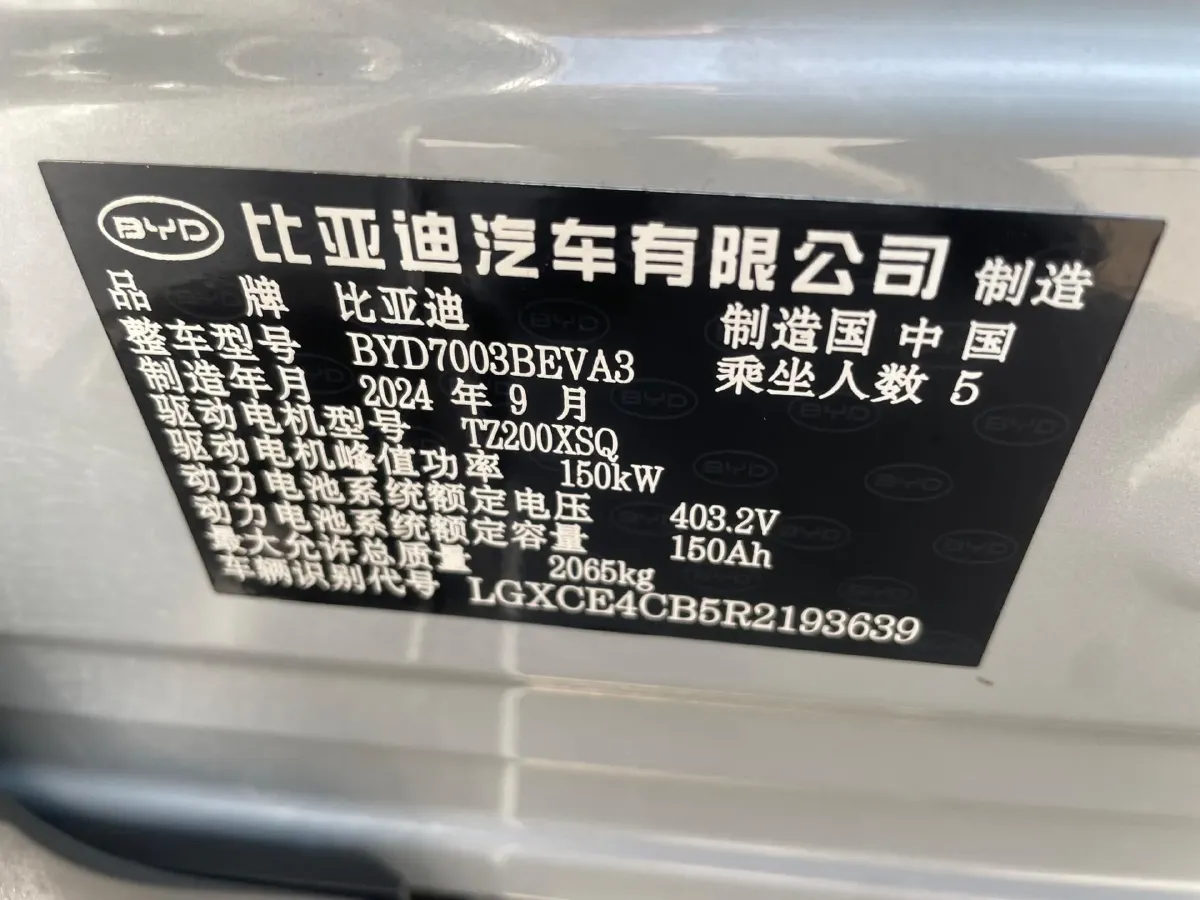 BYD 比亚迪汽车有限公司 制造
品 牌 比亚迪 制造国 中国
整车型号 BYD7003BEVA3 乘坐人数 5
制造年月 2024 年 9 月
驱动电机型号 TZ200XSQ
驱动电机峰值功率 150kW
动力电池系统额定电压 403.2V
动力电池系统额定容量 150Ah
最大允许总质量 2065kg
车辆识别代号 LGXCE4CB5R2193639